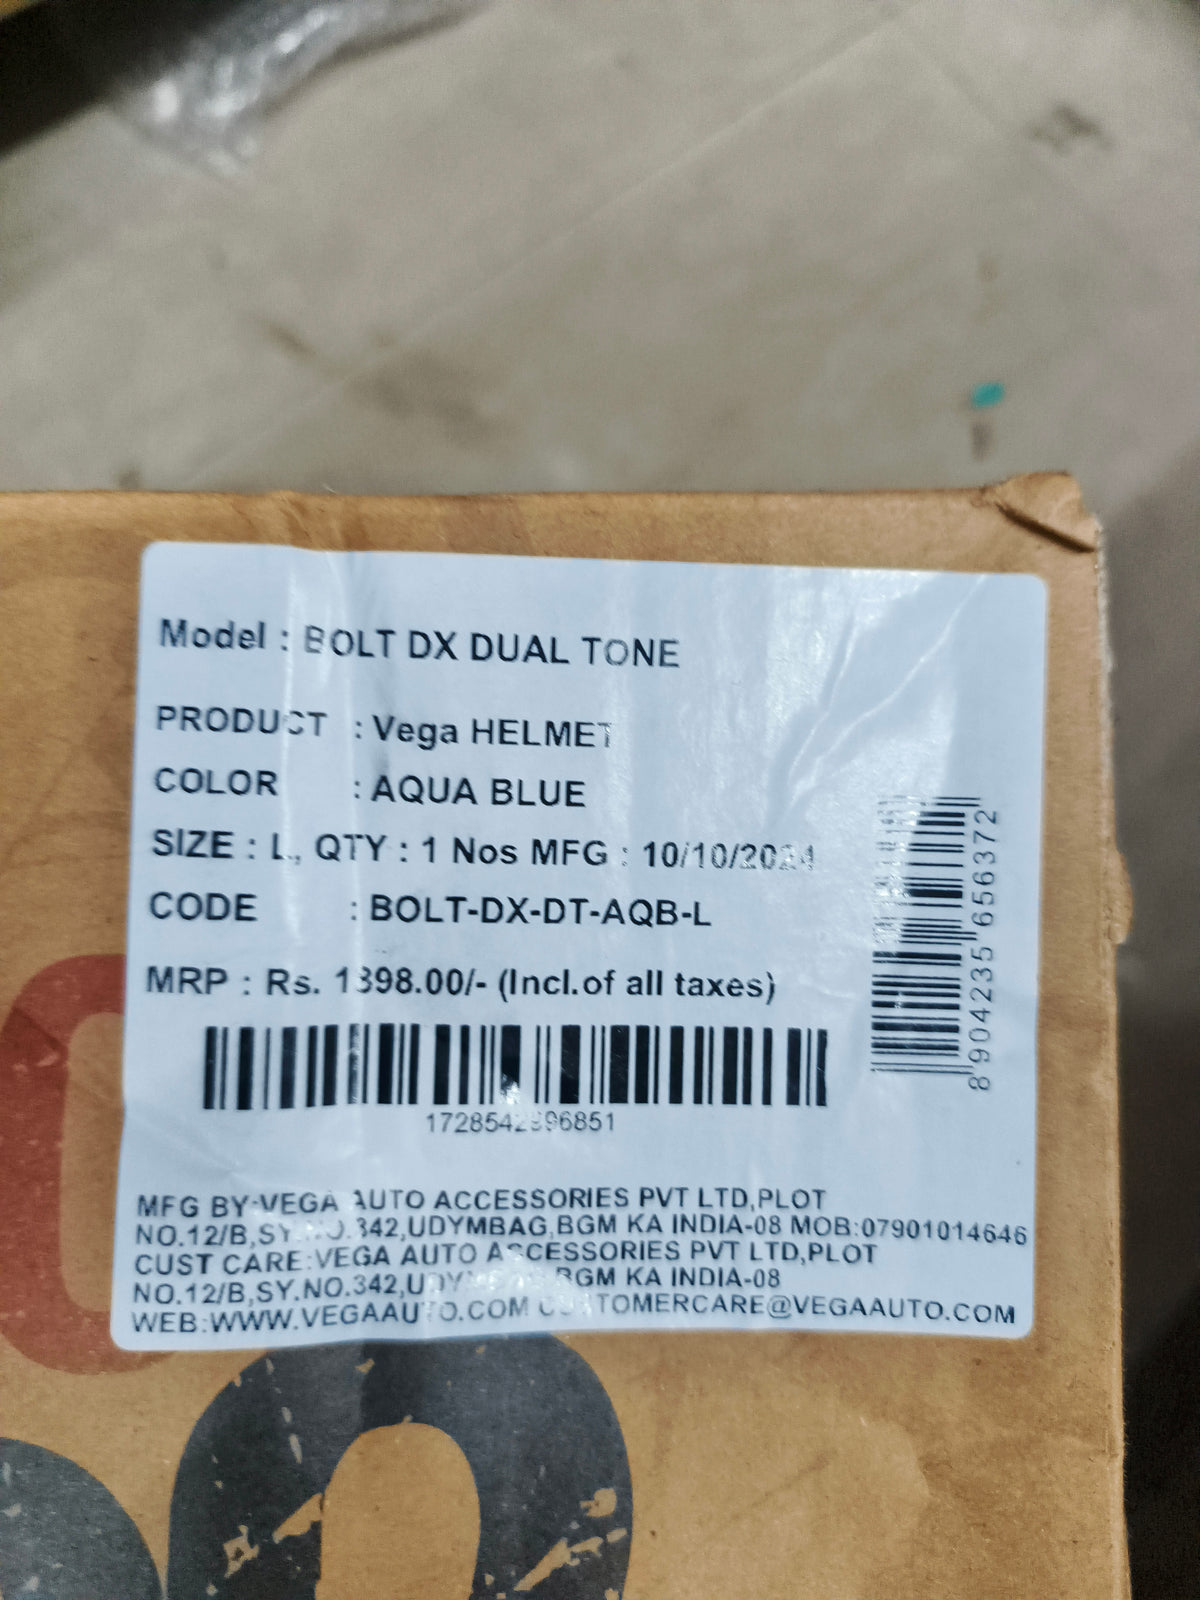 Model : BOLT DX DUAL TONE
PRODUCT : Vega HELMET
COLOR : AQUA BLUE
SIZE : L, QTY : 1 Nos MFG : 10/10/2024
CODE : BOLT-DX-DT-AQB-L
MRP : Rs. 1398.00/- (Incl.of all taxes)
8 904235 656372
MFG BY:VEGA AUTO ACCESSORIES PVT LTD,PLOT
NO.12/B,SY.NO.342,UDYMBAG,BGM KA INDIA-08 MOB:07901014646
CUST CARE:VEGA AUTO ACCESSORIES PVT LTD,PLOT
NO.12/B,SY.NO.342, BGM KA INDIA-08
WEB:WWW.VEGAAUTO.COM CUSTOMERCARE@VEGAAUTO.COM